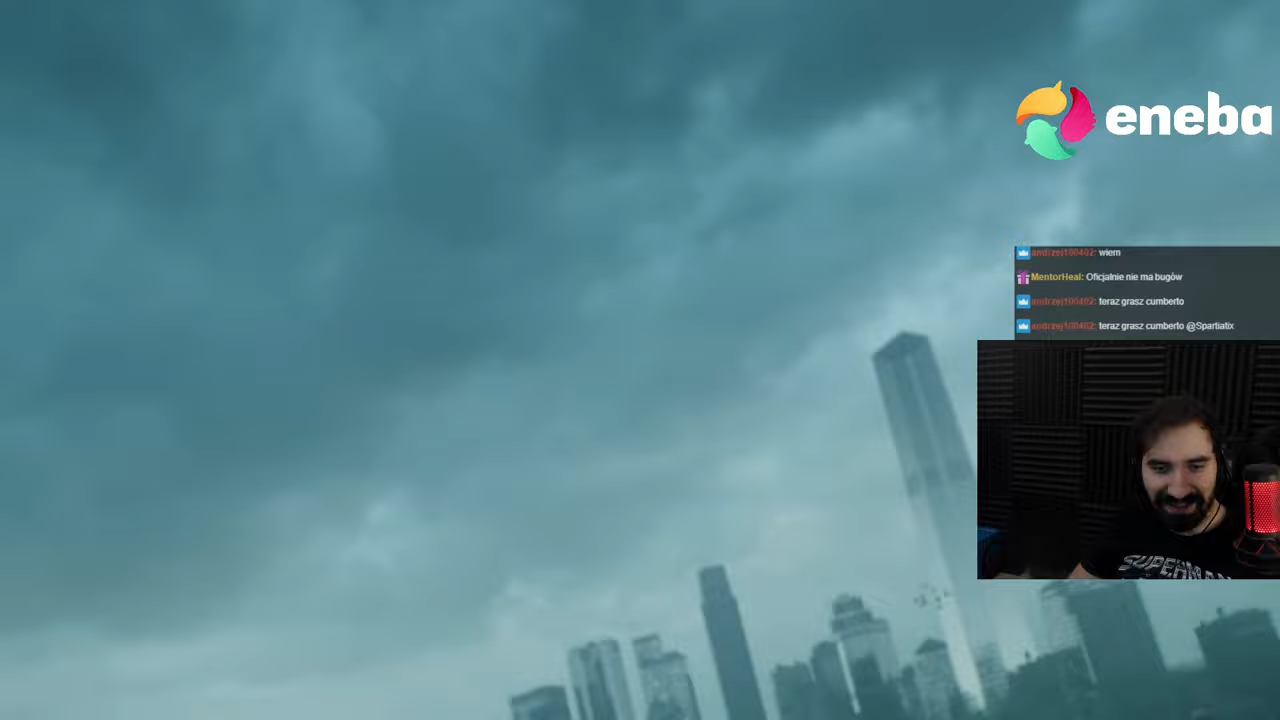 eneba
andrzej100402: wiem
MentorHeal: Oficjalnie nie ma bugów
andrzej100402: teraz grasz cumberto
andrzej100402: teraz grasz cumberto @Spartiatix
SUPERMAN